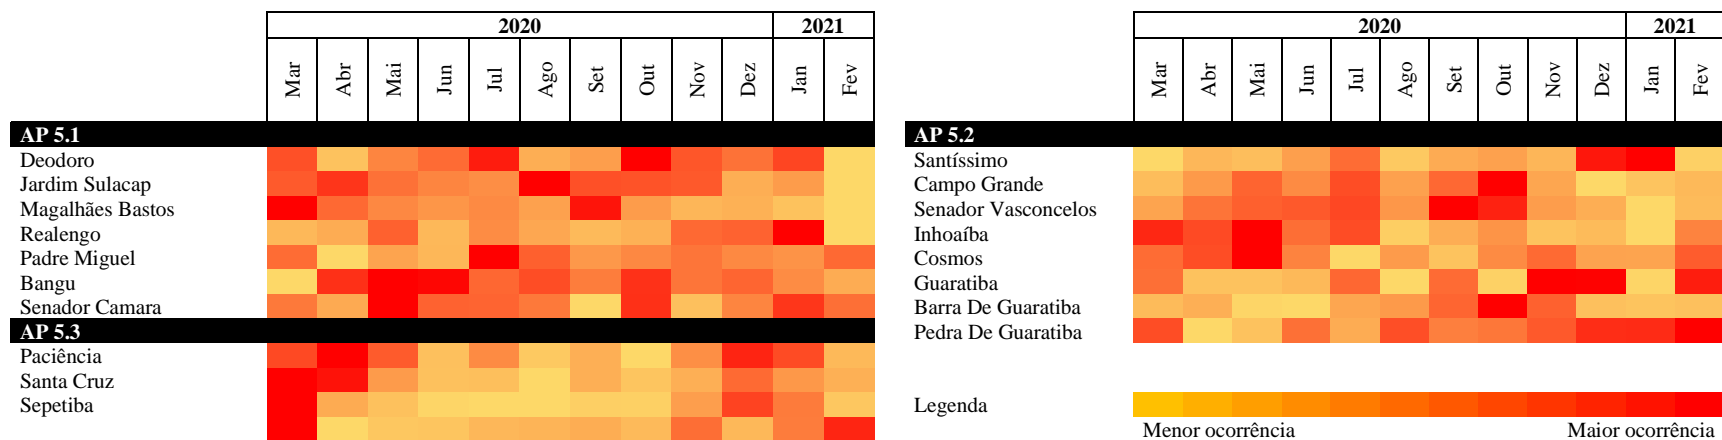 2020 2021
Mar Abr Mai Jun Jul Ago Set Out Nov Dez Jan Fev
AP 5.1
Deodoro
Jardim Sulacap
Magalhães Bastos
Realengo
Padre Miguel
Bangu
Senador Camara
AP 5.3
Paciência
Santa Cruz
Sepetiba
2020 2021
Mar Abr Mai Jun Jul Ago Set Out Nov Dez Jan Fev
AP 5.2
Santíssimo
Campo Grande
Senador Vasconcelos
Inhoaíba
Cosmos
Guaratiba
Barra De Guaratiba
Pedra De Guaratiba
Legenda
Menor ocorrência Maior ocorrência